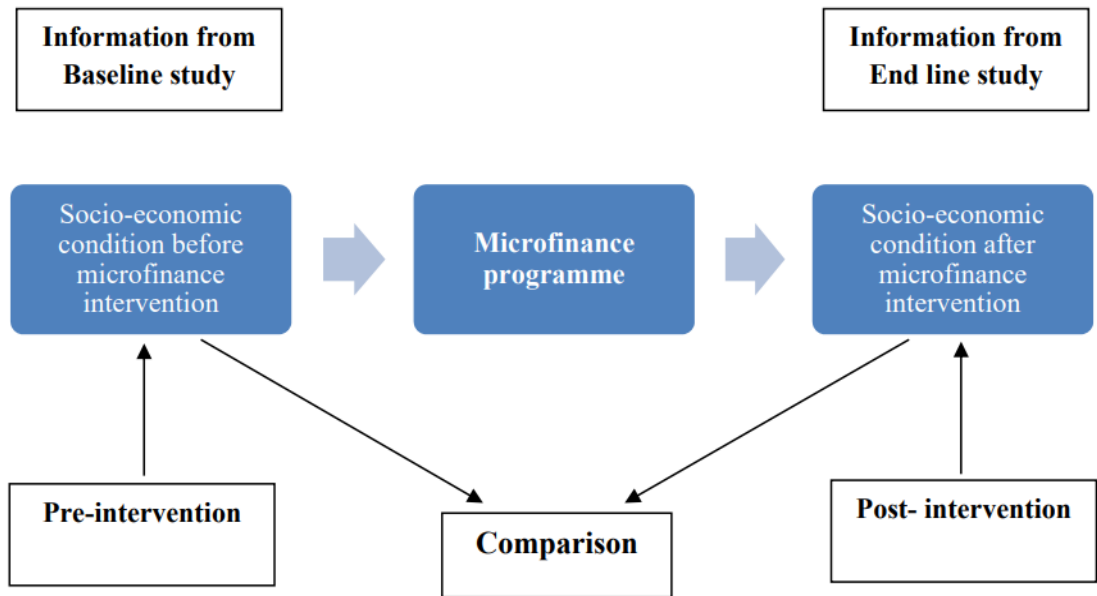 Information from
Baseline study
Information from
End line study
Socio-economic
condition before
microfinance
intervention
Microfinance
programme
Socio-economic
condition after
microfinance
intervention
Pre-intervention
Comparison
Post- intervention